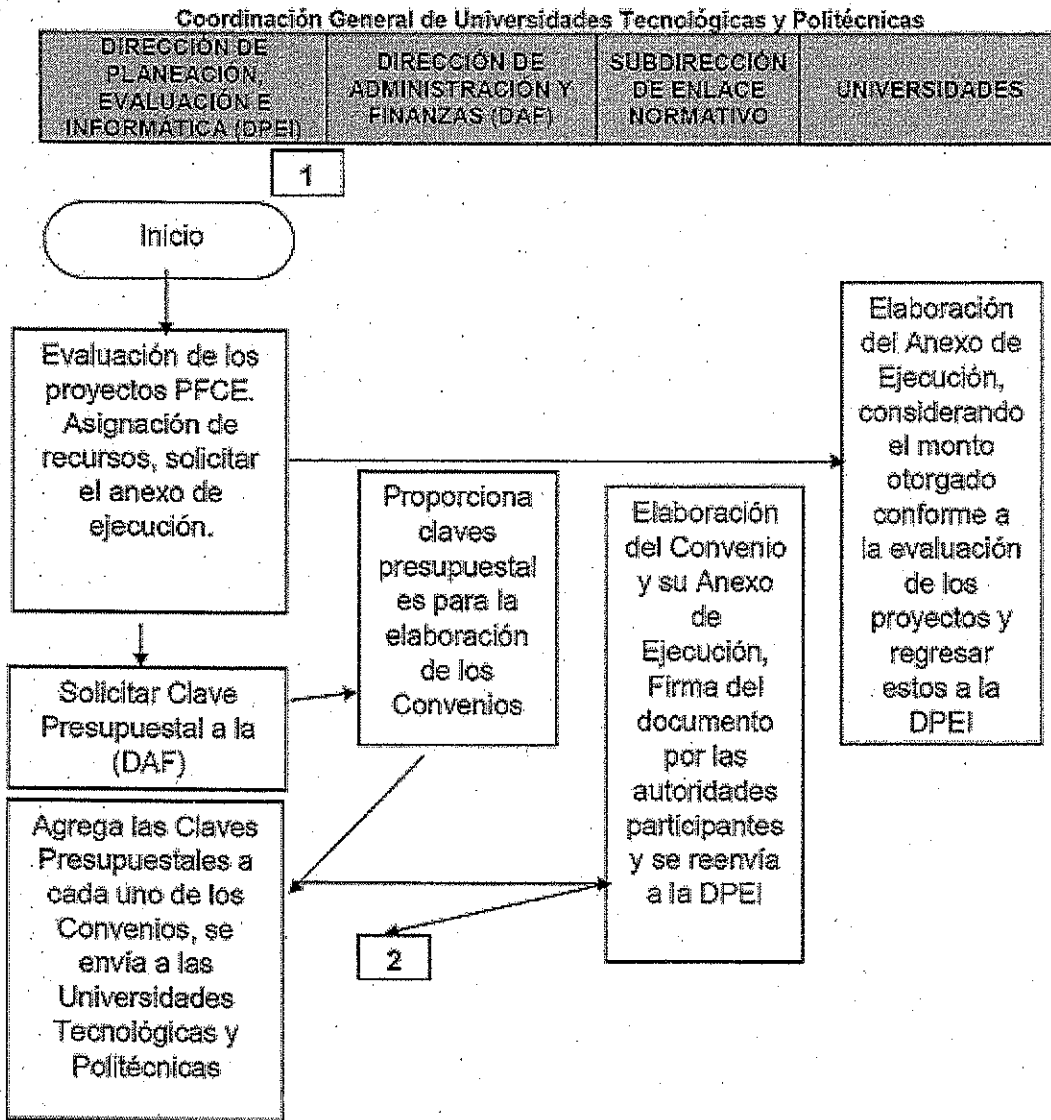 Coordinación General de Universidades Tecnológicas y Politécnicas
DIRECCIÓN DE
PLANEACIÓN,
EVALUACIÓN E
INFORMÁTICA (DPEI)
DIRECCIÓN DE
ADMINISTRACIÓN Y
FINANZAS (DAF)
SUBDIRECCIÓN
DE ENLACE
NORMATIVO
UNIVERSIDADES
1
Inicio
Evaluación de los
proyectos PFCE.
Asignación de
recursos, solicitar
el anexo de
ejecución.
Solicitar Clave
Presupuestal a la
(DAF)
Agrega las Claves
Presupuestales a
cada uno de los
Convenios, se
envía a las
Universidades
Tecnológicas y
Politécnicas
Proporciona
claves
presupuestal
es para la
elaboración
de los
Convenios
2
Elaboración
del Convenio
y su Anexo
de
Ejecución,
Firma del
documento
por las
autoridades
participantes
y se reenvía
a la DPEI
Elaboración
del Anexo de
Ejecución,
considerando
el monto
otorgado
conforme a
la evaluación
de los
proyectos y
regresar
estos a la
DPEI